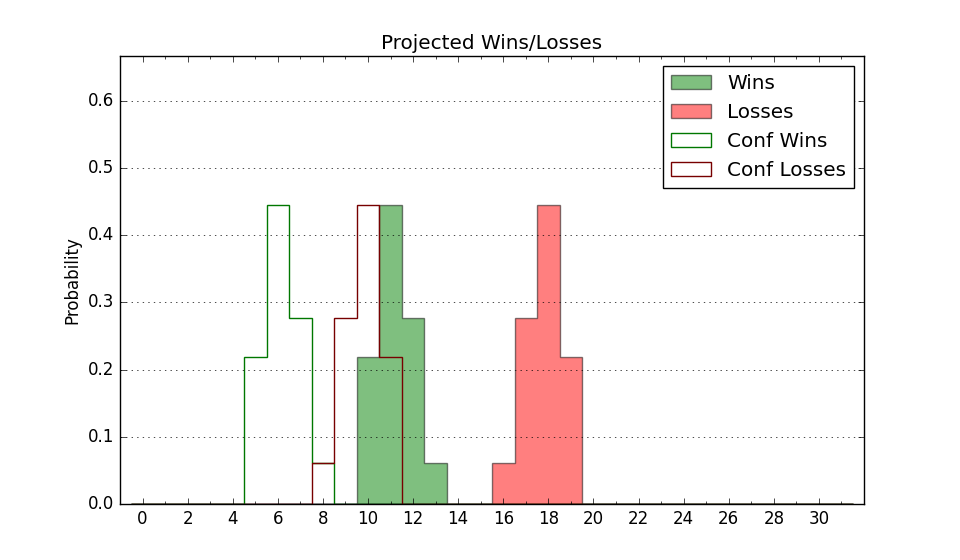 Projected Wins/Losses
Wins
Losses
Conf Wins
Conf Losses
Probability
0.6
0.5
0.4
0.3
0.2
0.1
0.0
0 2 4 6 8 10 12 14 16 18 20 22 24 26 28 30